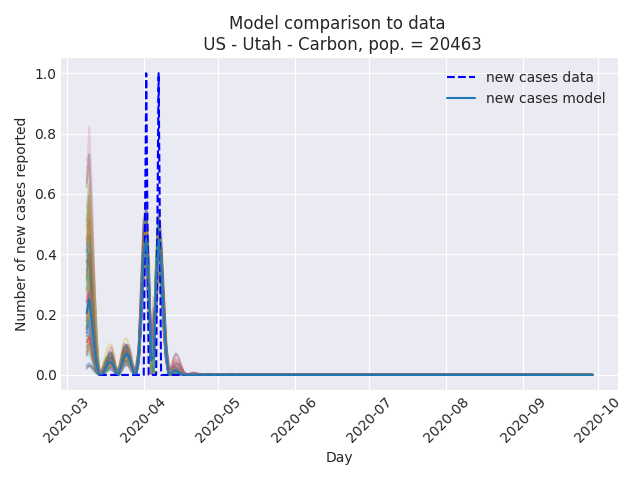 Model comparison to data
US - Utah - Carbon, pop. = 20463
new cases data
new cases model
Number of new cases reported
1.0
0.8
0.6
0.4
0.2
0.0
2020-03
2020-04
2020-05
2020-06
2020-07
2020-08
2020-09
2020-10
Day